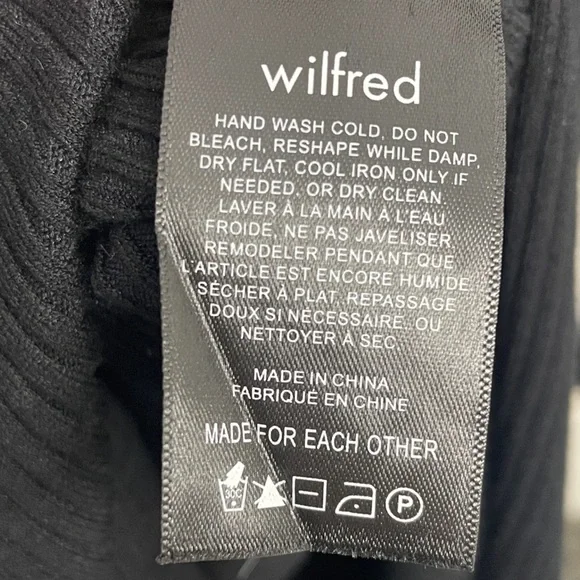 wilfred
HAND WASH COLD, DO NOT
BLEACH, RESHAPE WHILE DAMP,
DRY FLAT, COOL IRON ONLY IF
NEEDED, OR DRY CLEAN.
LAVER À LA MAIN À L'EAU
FROIDE, NE PAS JAVELISER,
REMODELER PENDANT QUE
L'ARTICLE EST ENCORE HUMIDE,
SÉCHER À PLAT, REPASSAGE
DOUX SI NÉCESSAIRE, OU
NETTOYER À SEC.
MADE IN CHINA
FABRIQUÉ EN CHINE
MADE FOR EACH OTHER
30C P